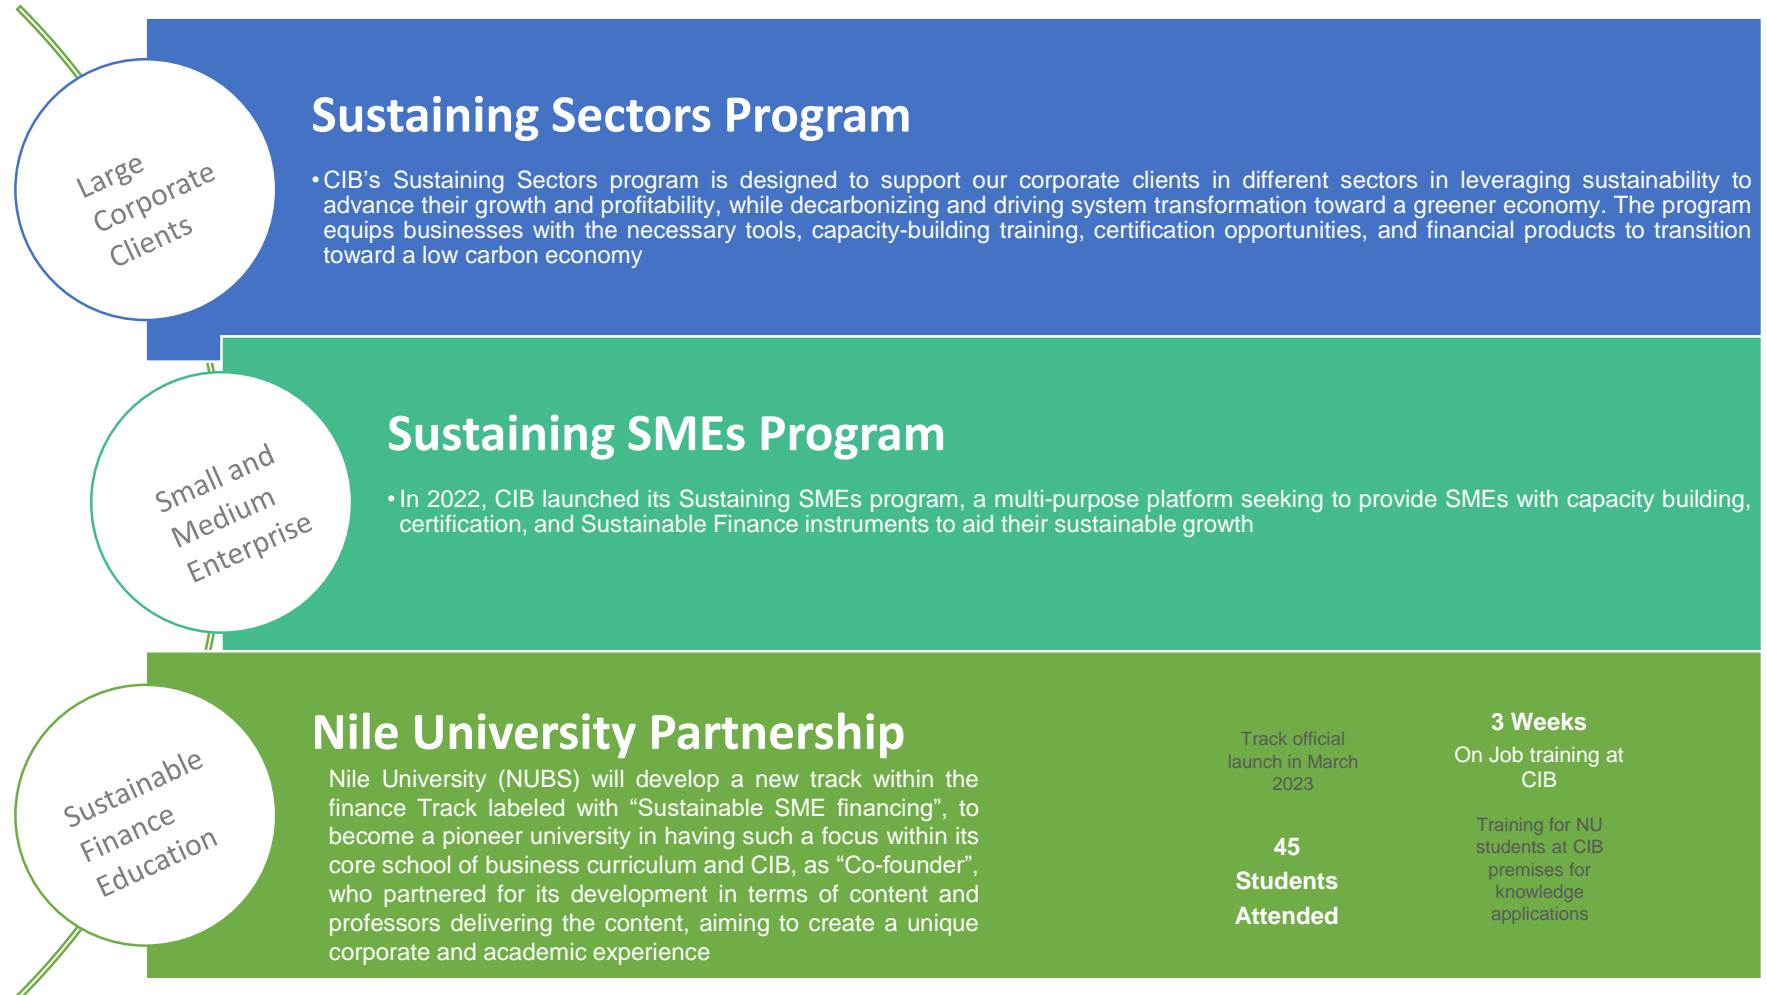 Large
Corporate
Clients
Sustaining Sectors Program
•CIB’s Sustaining Sectors program is designed to support our corporate clients in different sectors in leveraging sustainability to
advance their growth and profitability, while decarbonizing and driving system transformation toward a greener economy. The program
equips businesses with the necessary tools, capacity-building training, certification opportunities, and financial products to transition
toward a low carbon economy
Small and
Medium
Enterprise
Sustaining SMEs Program
•In 2022, CIB launched its Sustaining SMEs program, a multi-purpose platform seeking to provide SMEs with capacity building,
certification, and Sustainable Finance instruments to aid their sustainable growth
Sustainable
Finance
Education
Nile University Partnership
Nile University (NUBS) will develop a new track within the
finance Track labeled with “Sustainable SME financing”, to
become a pioneer university in having such a focus within its
core school of business curriculum and CIB, as “Co-founder”,
who partnered for its development in terms of content and
professors delivering the content, aiming to create a unique
corporate and academic experience
Track official
launch in March
2023
45
Students
Attended
3 Weeks
On Job training at
CIB
Training for NU
students at CIB
premises for
knowledge
applications